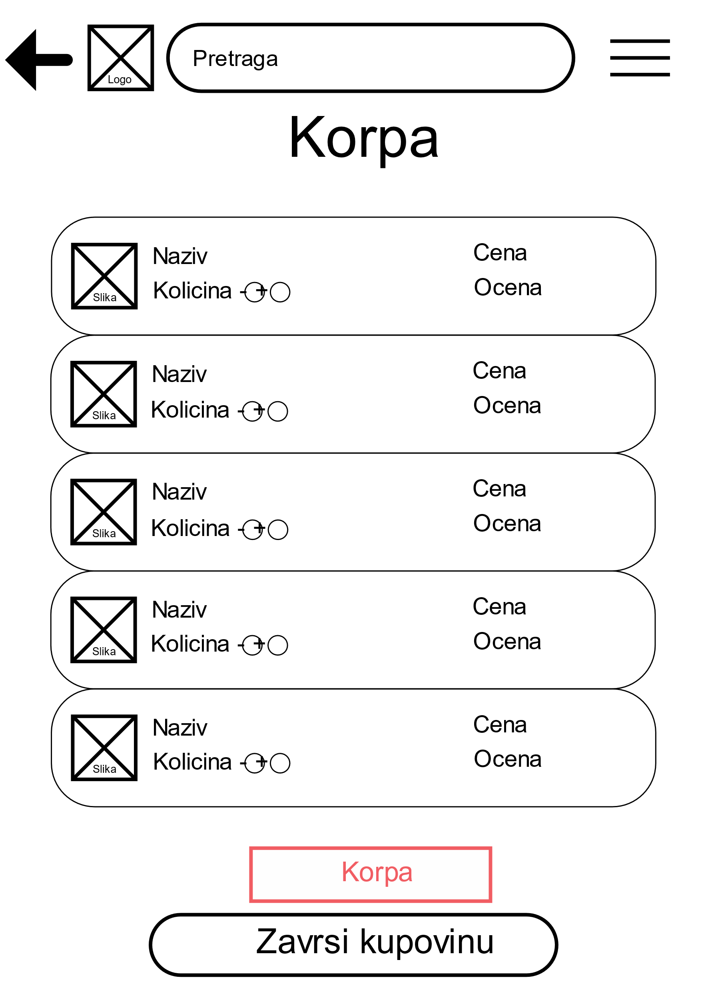 Logo
Pretraga
Korpa
Naziv
Cena
Kolicina - +
Ocena
Slika
Naziv
Cena
Kolicina - +
Ocena
Slika
Naziv
Cena
Kolicina - +
Ocena
Slika
Naziv
Cena
Kolicina - +
Ocena
Slika
Naziv
Cena
Kolicina - +
Ocena
Slika
Korpa
Zavrsi kupovinu